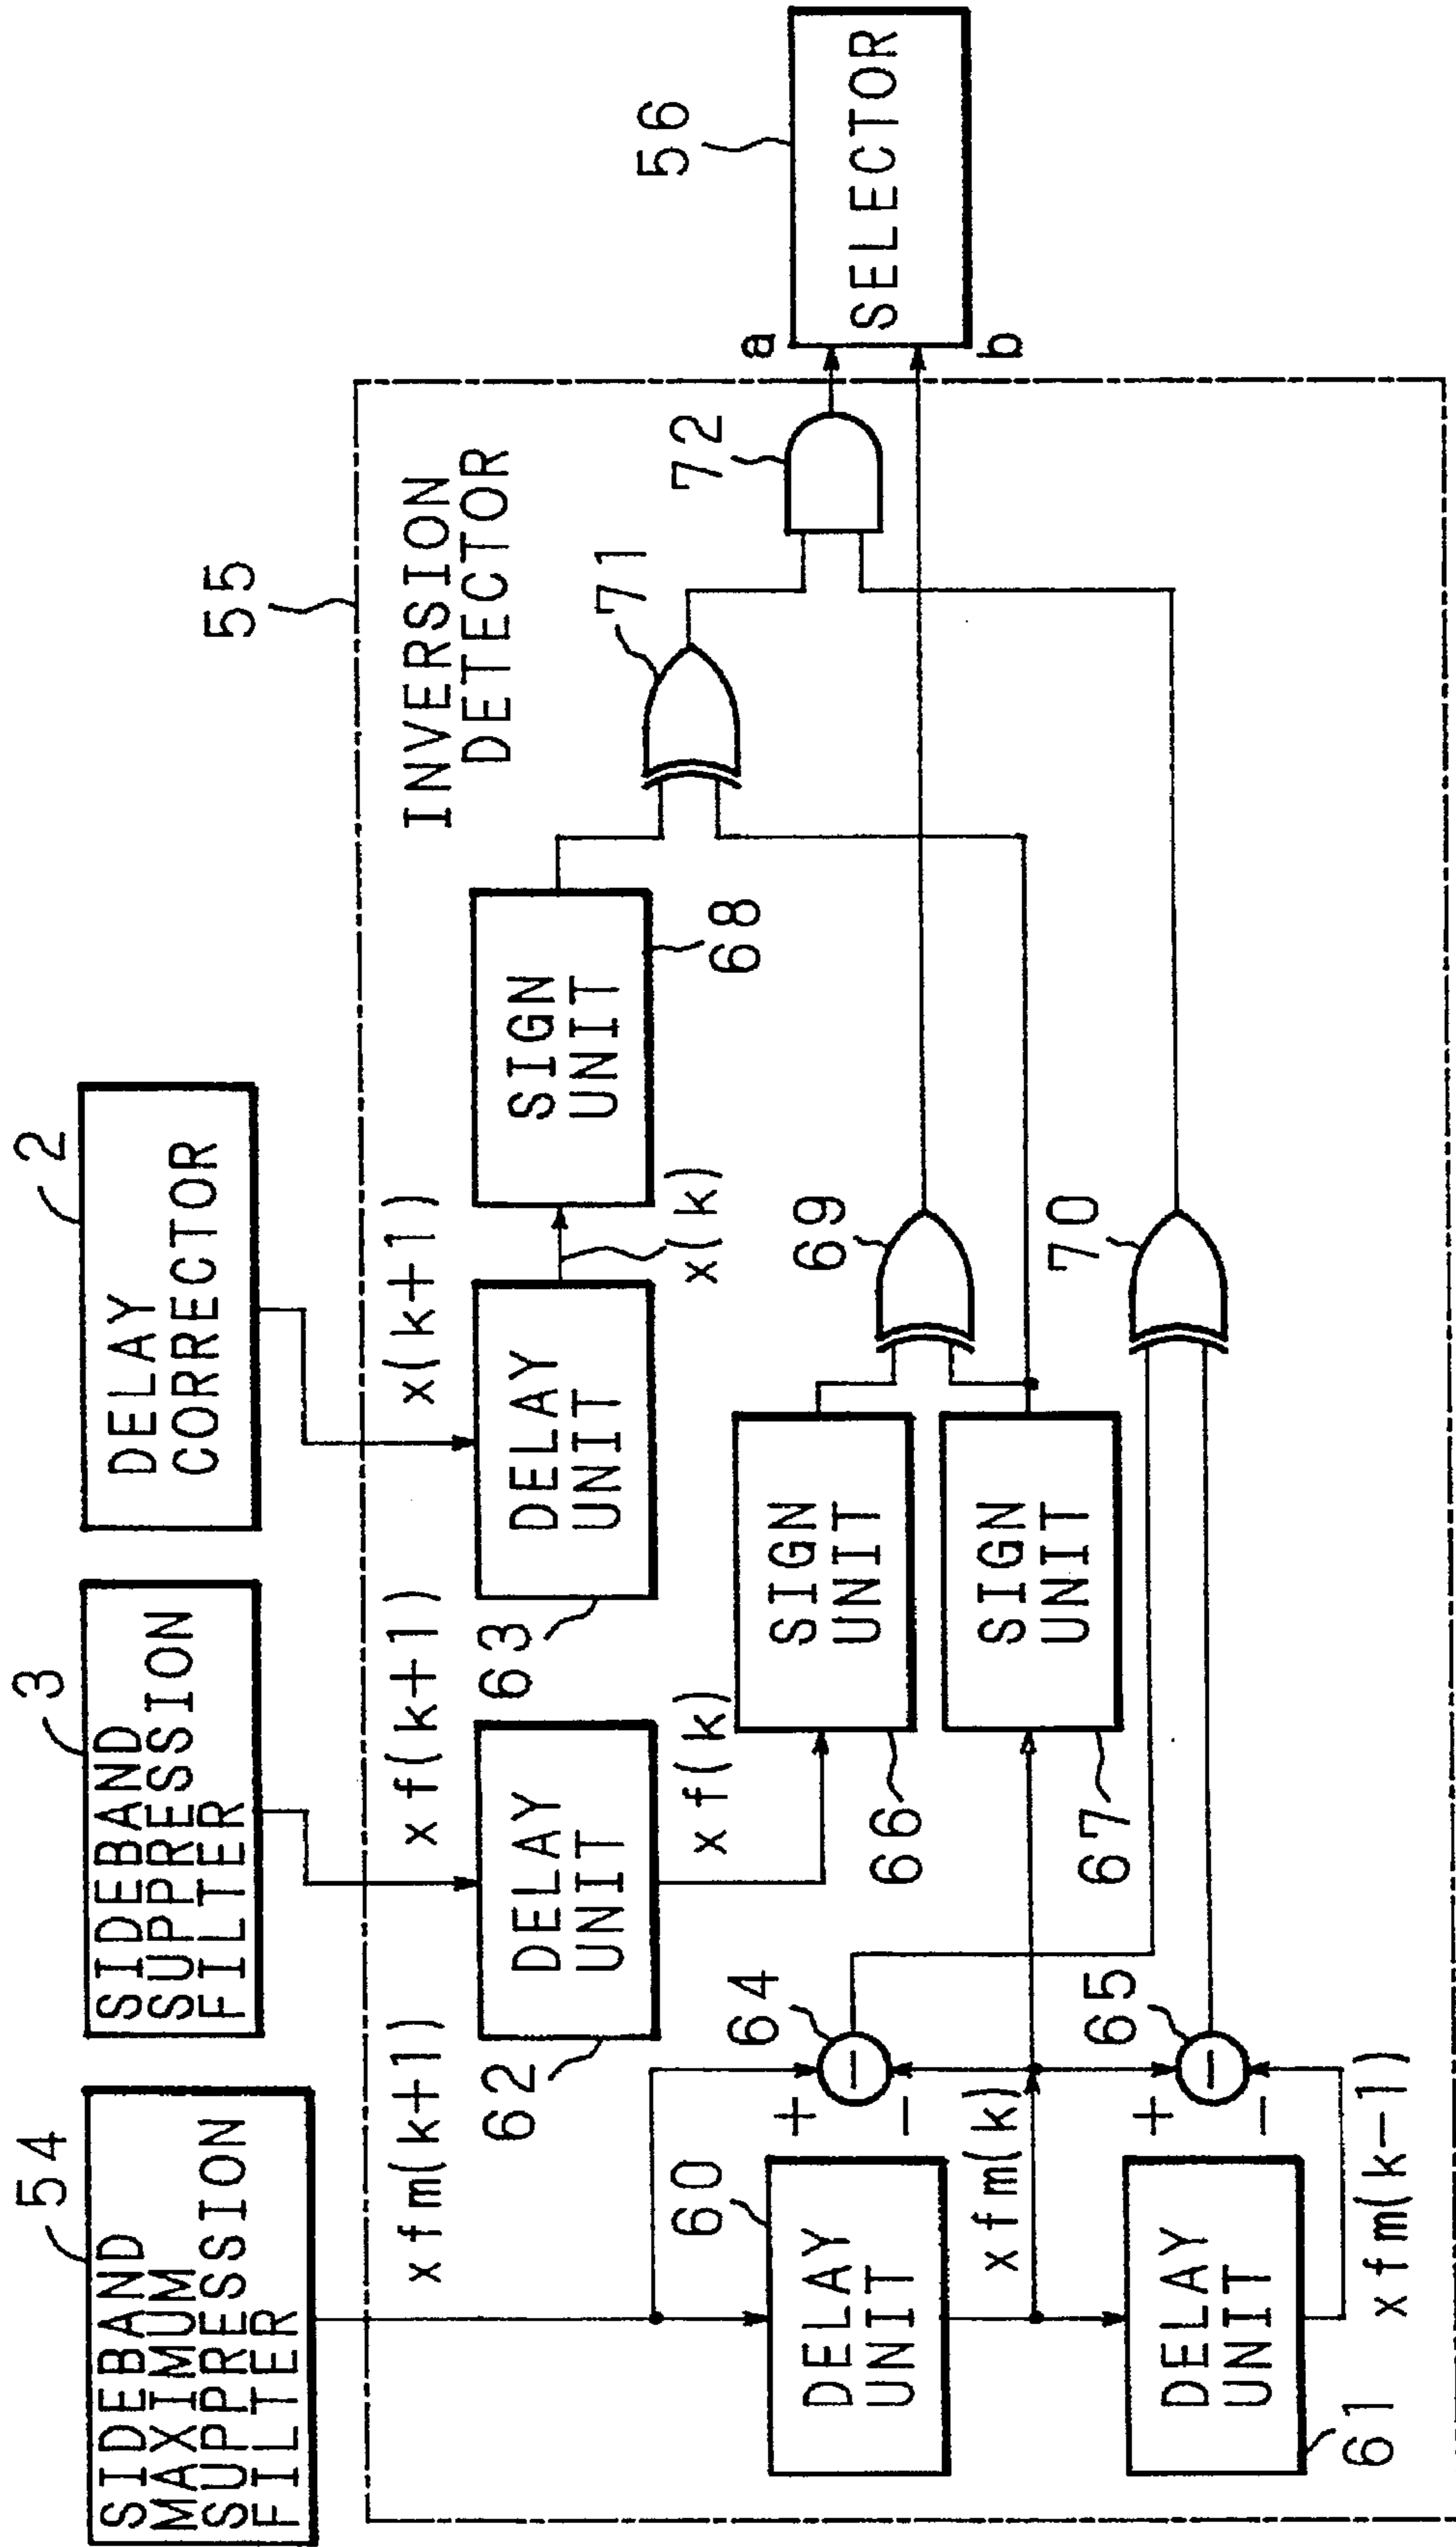 54
SIDEBAND
MAXIMUM
SUPPRESSION
FILTER
3
SIDEBAND
SUPPRESSION
FILTER
2
DELAY
CORRECTOR
55
INVERSION
DETECTOR
xfm(k+1)
xf(k+1)
x(k+1)
62
DELAY
UNIT
63
DELAY
UNIT
x(k)
SIGN
UNIT
68
71
xf(k)
60
DELAY
UNIT
64
+
−
−
66
SIGN
UNIT
69
72
a
56
SELECTOR
b
xfm(k)
67
SIGN
UNIT
61
DELAY
UNIT
65
+
−
−
70
xfm(k-1)